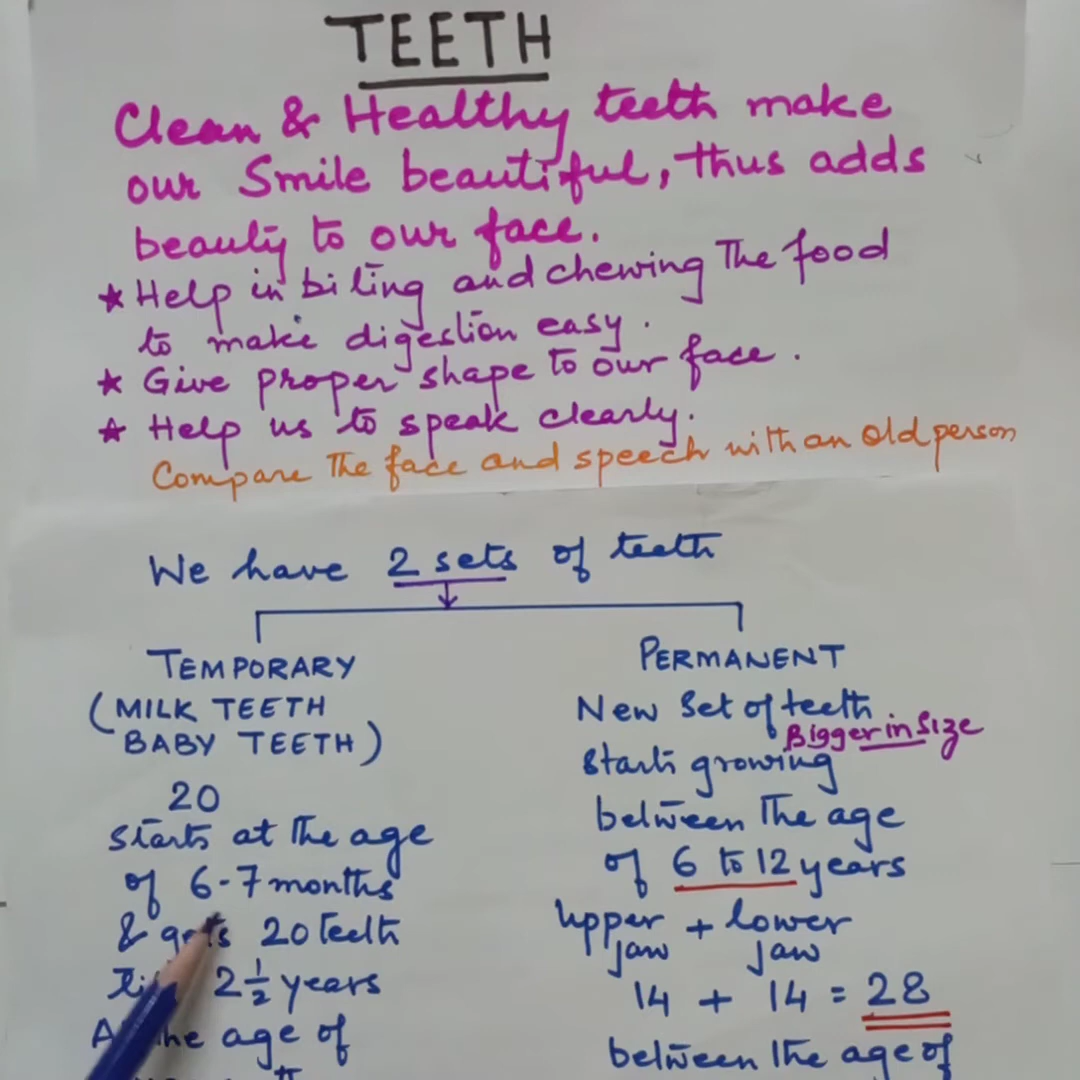 TEETH
Clean & Healthy teeth make
our Smile beautiful, thus adds
beauty to our face.
★ Help in biting and chewing the food
to make digestion easy.
★ Give proper shape to our face.
★ Help us to speak clearly.
Compare the face and speech with an old person
We have 2 sets of teeth
TEMPORARY
(MILK TEETH
BABY TEETH)
20
starts at the age
of 6-7 months
& gets 20 teeth
2½ years
the age of
PERMANENT
New set of teeth
Bigger in size
starts growing
between the age
of 6 to 12 years
upper + lower
jaw jaw
14 + 14 = 28
between the age of